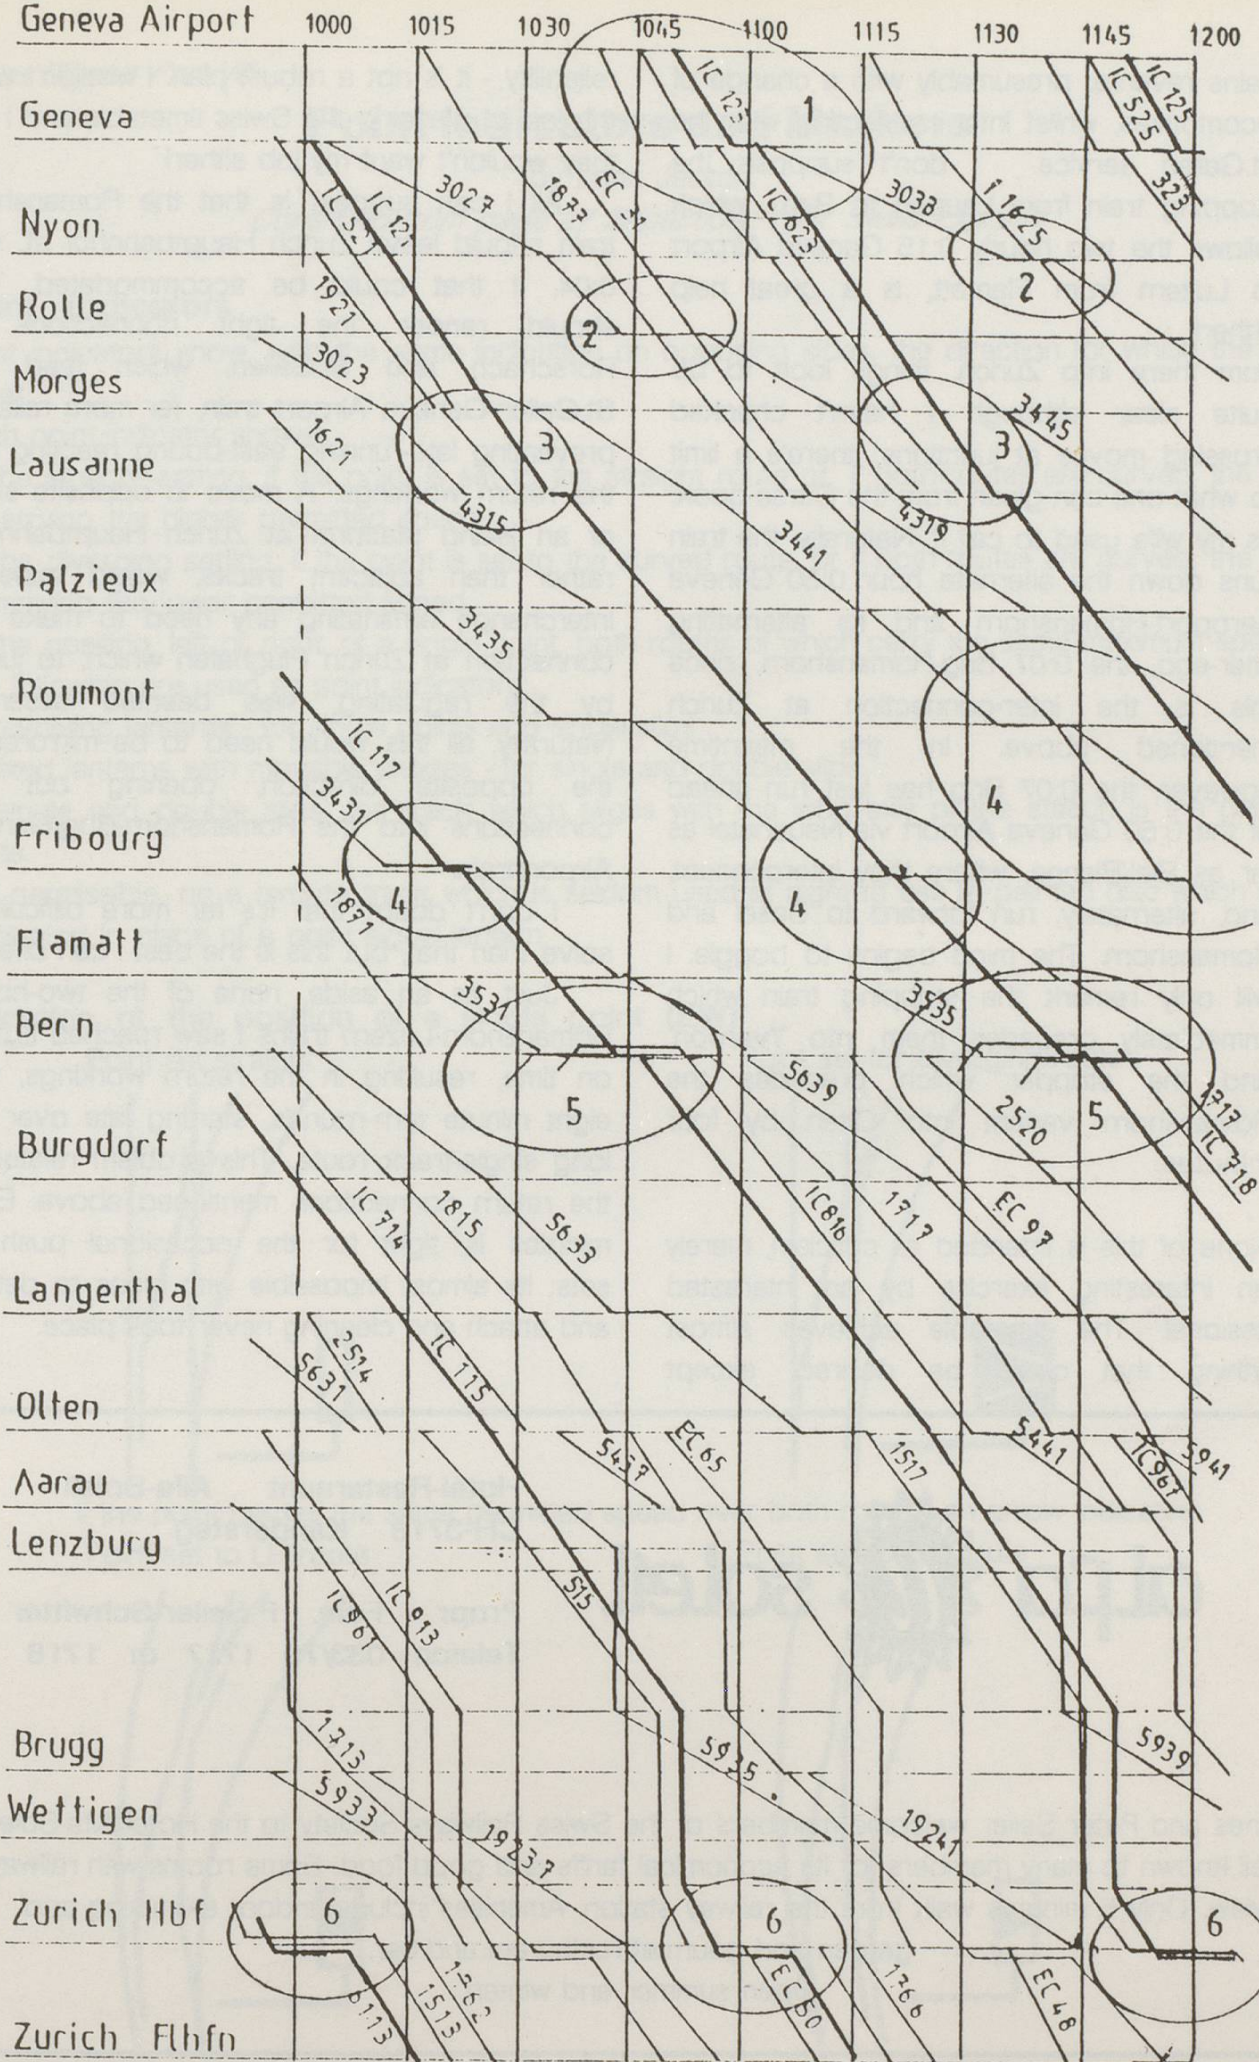 Geneva Airport 1000 1015 1030 1045 1100 1115 1130 1145 1200
IC 123 1 IC 525 IC 125
Geneva
323
IC 521 IC 121 3027 1877 EC 31 IC 623 3038 1625
Nyon
2
1921 2
Rolle
3023
Morges
1621 3 3 3445
Lausanne
4315 3441 4319
Palzieux
3435
Roumont
IC 117
3431 4
Fribourg
1871 4 4
Flamatt
3531 3535
Bern
5 5639 2520 5 1717 IC 718
Burgdorf
IC 714 1815 5633 IC 816 1717 EC 97
Langenthal
5631 2514 IC 115
Olten
5437 EC 65 1517 5441 IC 961 5941
Aarau
Lenzburg
IC 961 IC 913 515
Brugg
1713 5935 5939
5933
Wettigen
19237 19241
Zurich Hbf 6 6 6
6113 1513 1762 EC 50 1766 EC 48
Zurich Flhfn